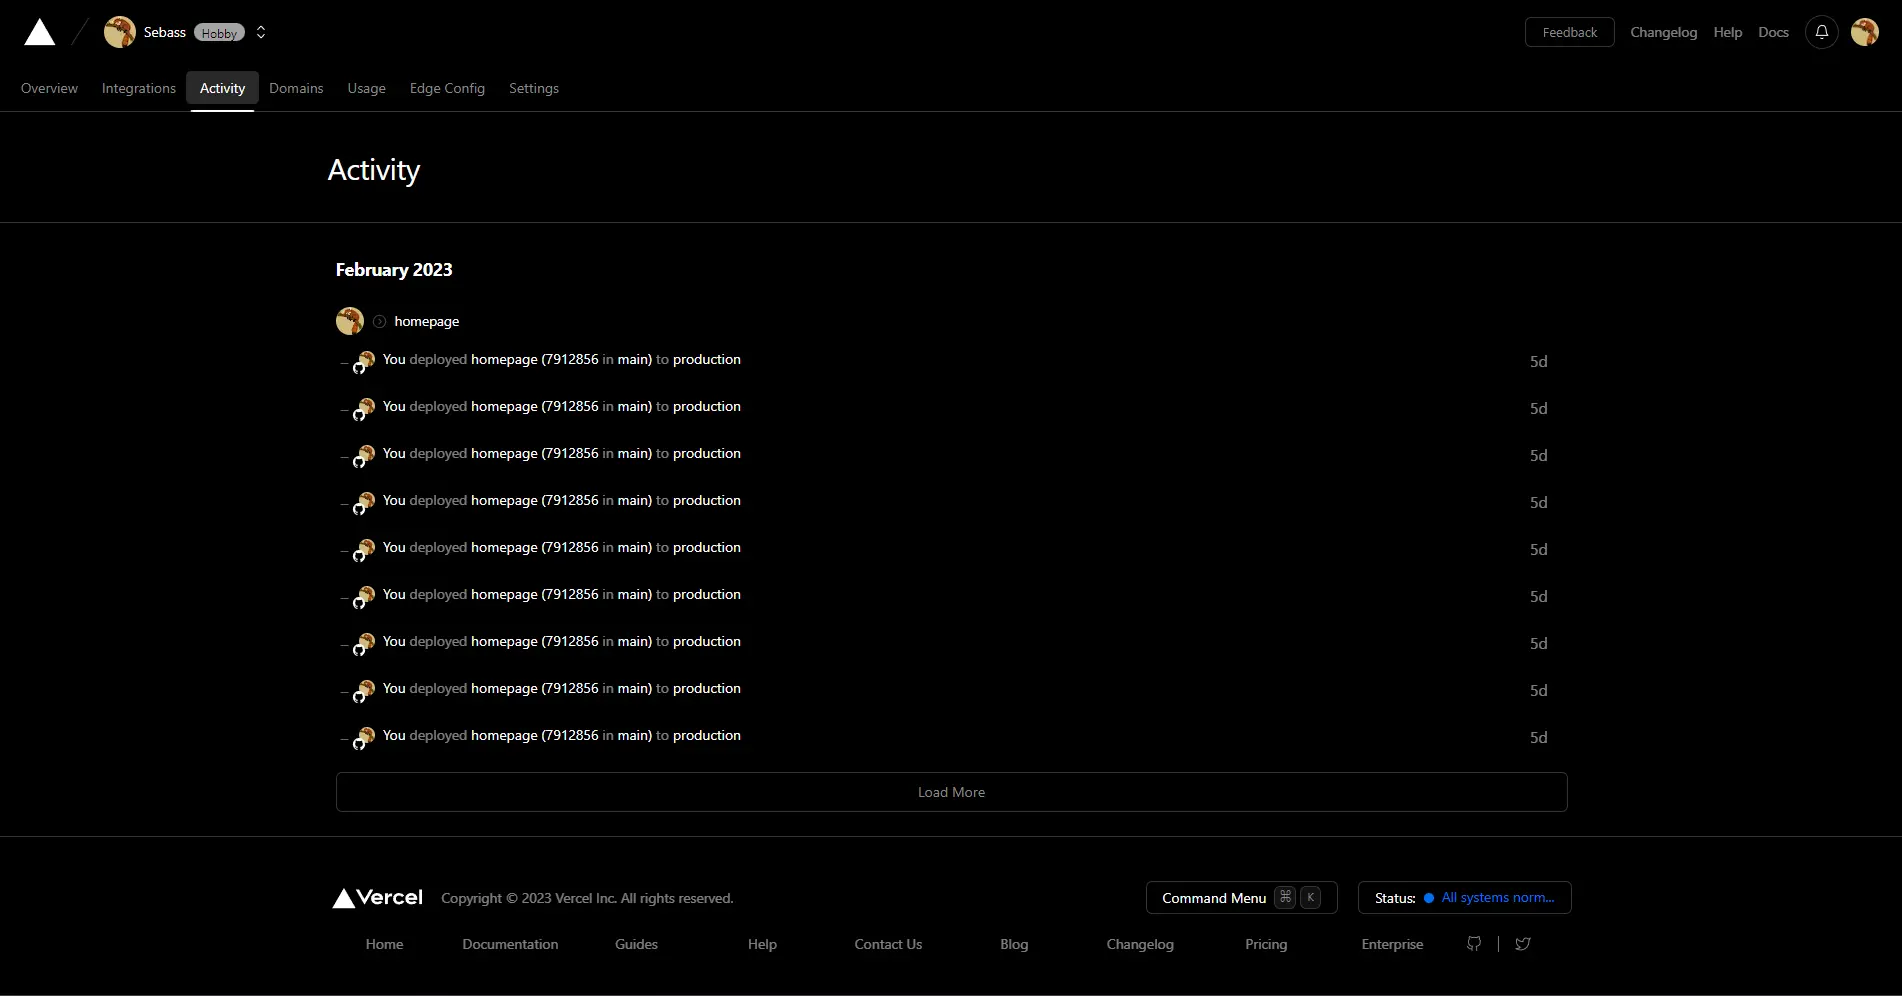 Sebass Hobby Feedback Changelog Help Docs
Overview Integrations Activity Domains Usage Edge Config Settings
Activity
February 2023
homepage
You deployed homepage (7912856 in main) to production 5d
You deployed homepage (7912856 in main) to production 5d
You deployed homepage (7912856 in main) to production 5d
You deployed homepage (7912856 in main) to production 5d
You deployed homepage (7912856 in main) to production 5d
You deployed homepage (7912856 in main) to production 5d
You deployed homepage (7912856 in main) to production 5d
You deployed homepage (7912856 in main) to production 5d
You deployed homepage (7912856 in main) to production 5d
Load More
Vercel Copyright © 2023 Vercel Inc. All rights reserved. Command Menu ⌘ K Status: All systems norm...
Home Documentation Guides Help Contact Us Blog Changelog Pricing Enterprise